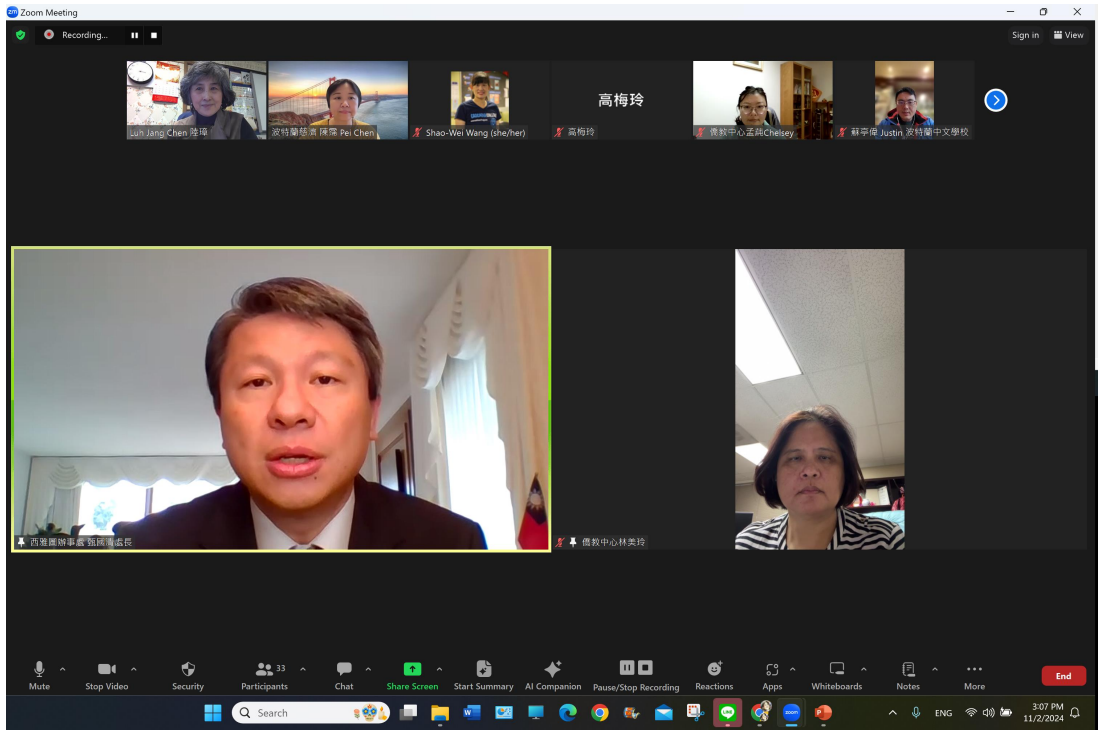 zm Zoom Meeting
Recording...
Sign in
View
Lun Jang Chen 陸璋
波特蘭慈濟 陳霈 Pei Chen
Shao-Wei Wang (she/her)
高梅玲
高梅玲
僑教中心孟純Chelsey
蘇亭偉 Justin 波特蘭中文學校
西雅圖辦事處 甄國清處長
僑教中心林美玲
Mute
Stop Video
Security
33
Participants
Chat
Share Screen
Start Summary
AI Companion
Pause/Stop Recording
Reactions
Apps
Whiteboards
Notes
More
End
Search
ENG
3:07 PM
11/2/2024